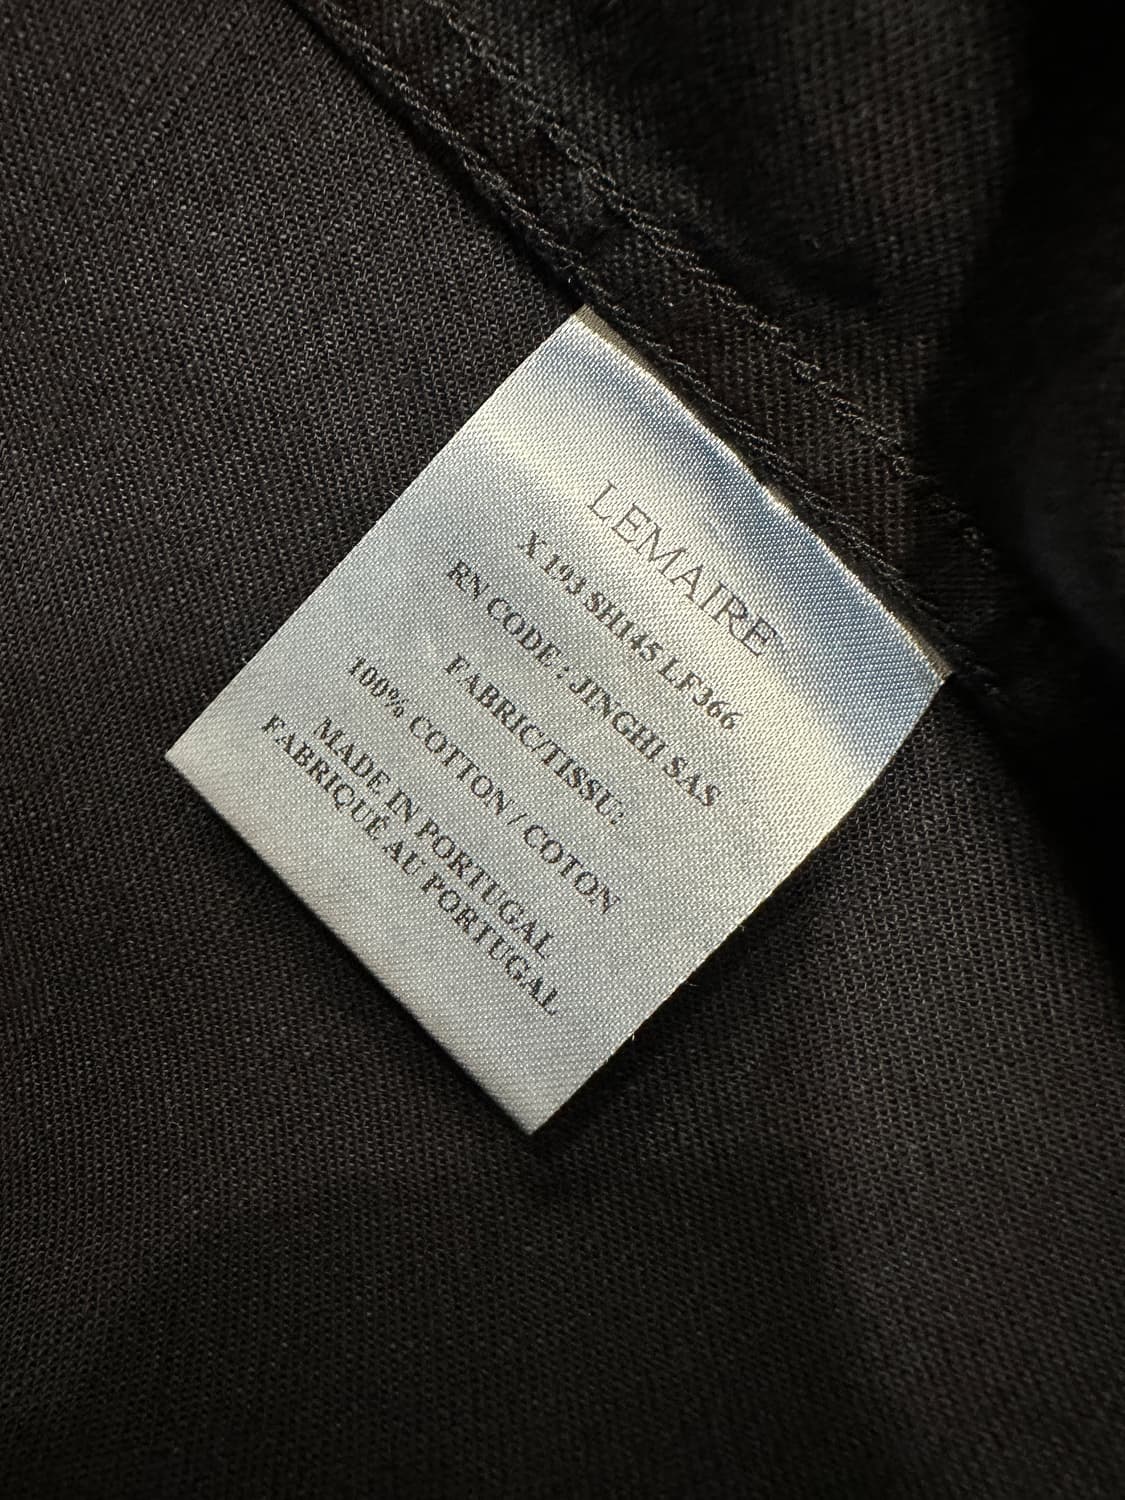 LEMAIRE
X 193 SH145 LF366
RN CODE : JINGHI SAS
FABRIC/TISSU:
100% COTTON / COTON
MADE IN PORTUGAL
FABRIQUÉ AU PORTUGAL